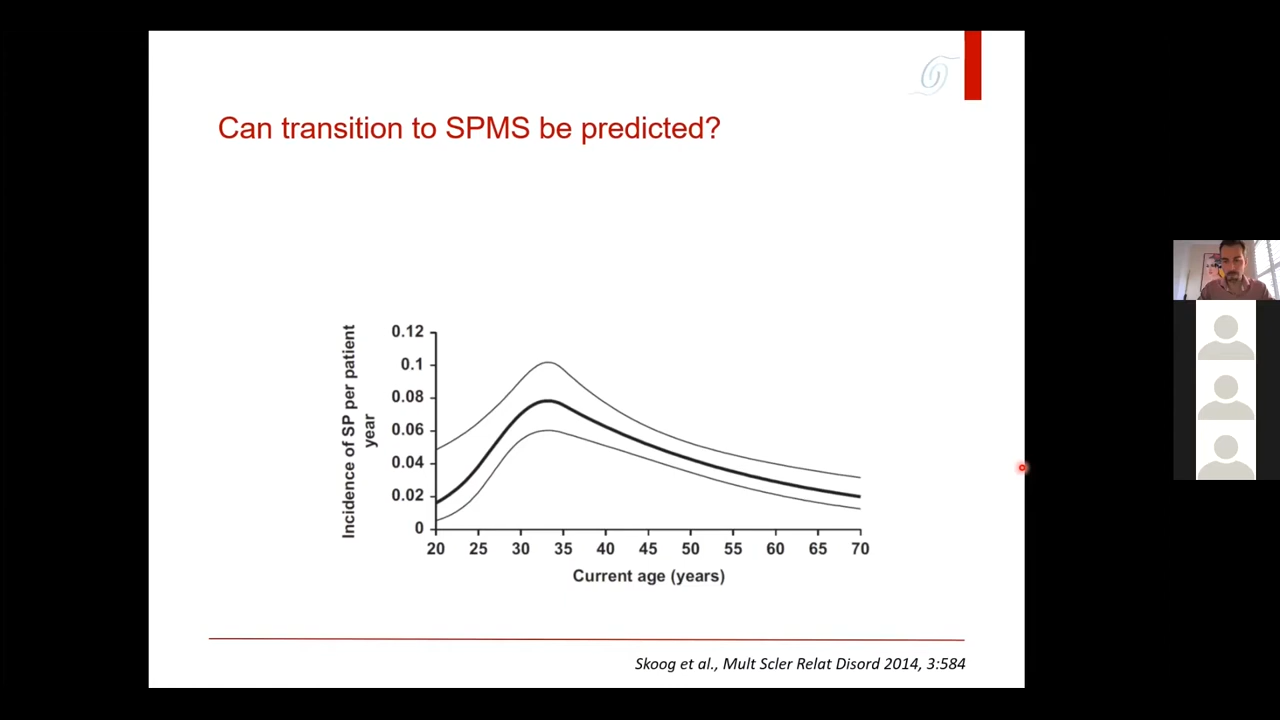 Can transition to SPMS be predicted?
Incidence of SP per patient
year
0.12
0.1
0.08
0.06
0.04
0.02
0
20 25 30 35 40 45 50 55 60 65 70
Current age (years)
Skoog et al., Mult Scler Relat Disord 2014, 3:584